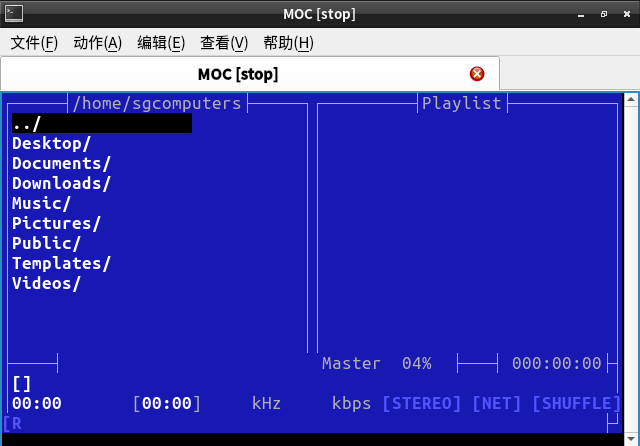 MOC [stop]
文件(F) 动作(A) 编辑(E) 查看(V) 帮助(H)
MOC [stop]
/home/sgcomputers
Playlist
../
Desktop/
Documents/
Downloads/
Music/
Pictures/
Public/
Templates/
Videos/
Master 04% 000:00:00
[]
00:00 [00:00] kHz kbps [STEREO] [NET] [SHUFFLE]
[R